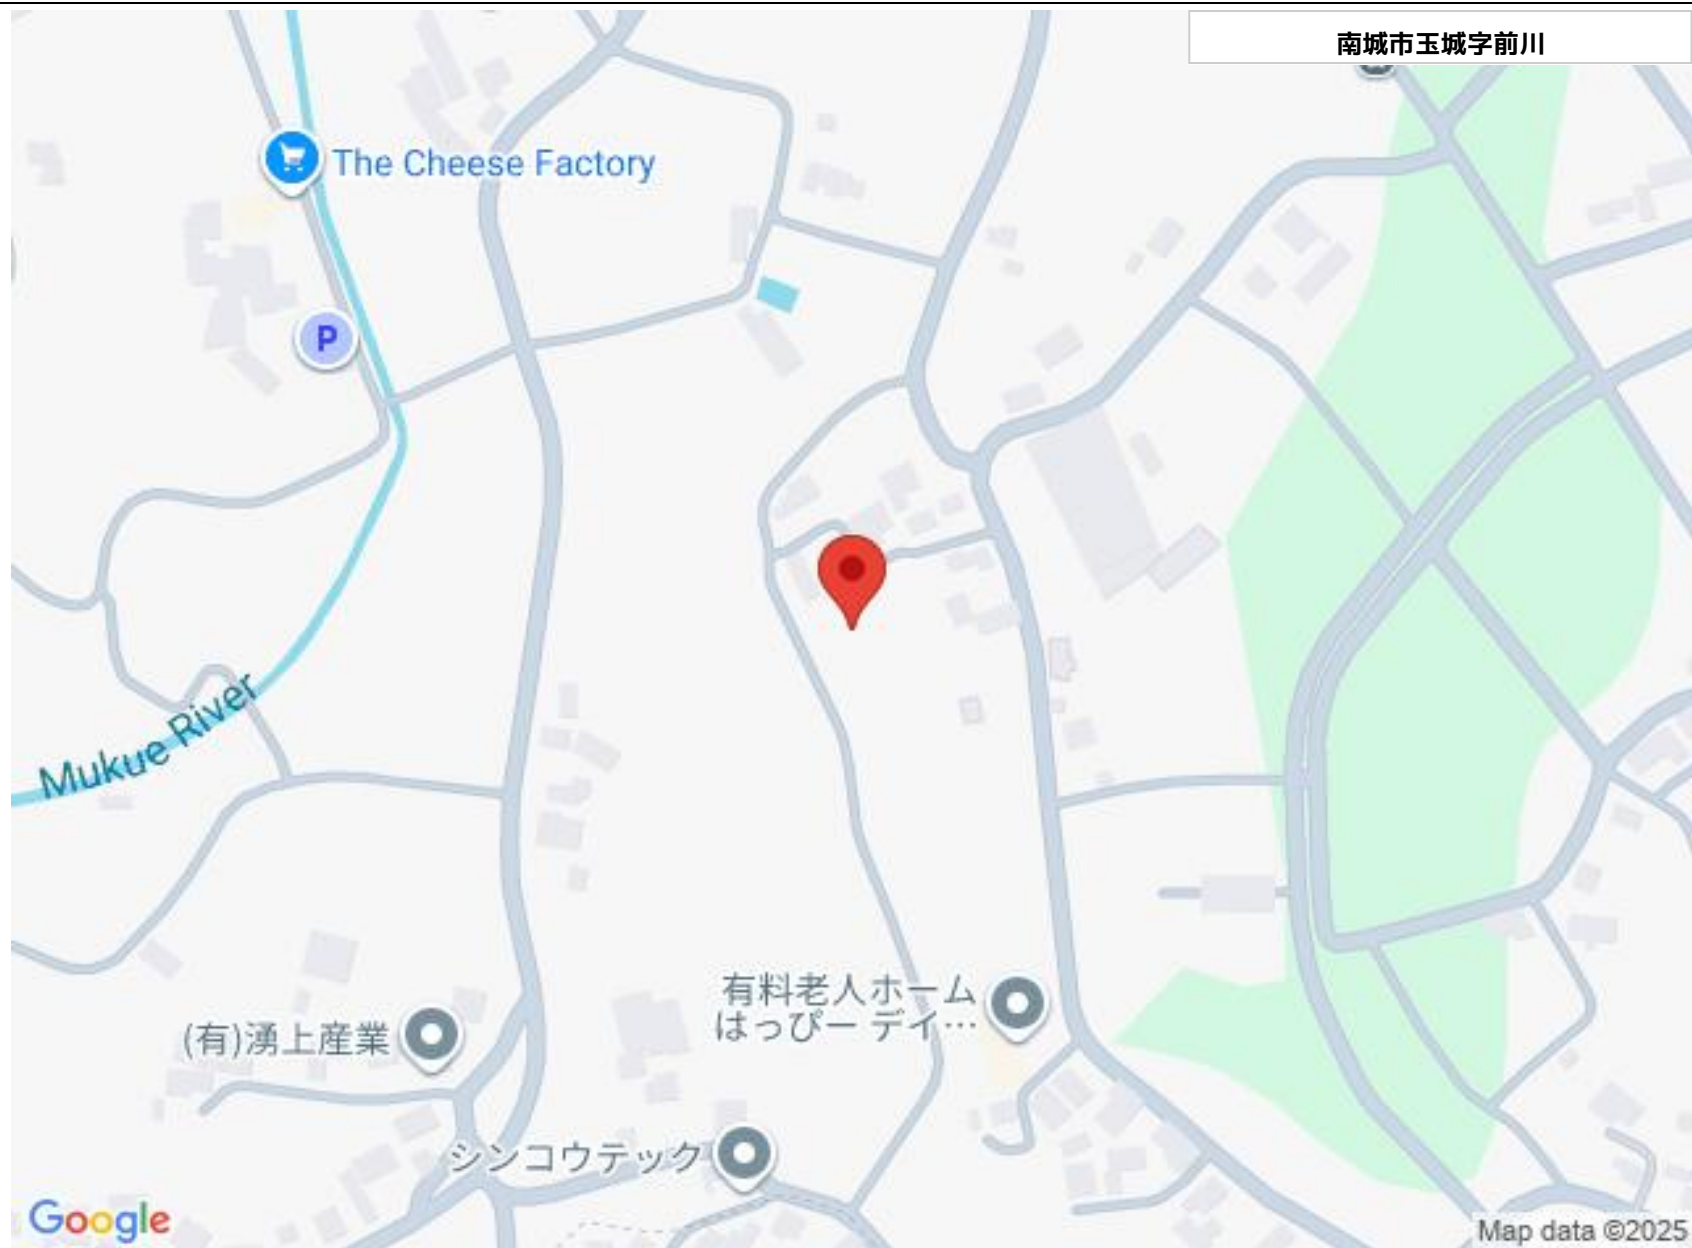 南城市玉城字前川
The Cheese Factory
P
Mukue River
有料老人ホーム
はっぴー デイ…
(有)湧上産業
シンコウテック
Google
Map data ©2025